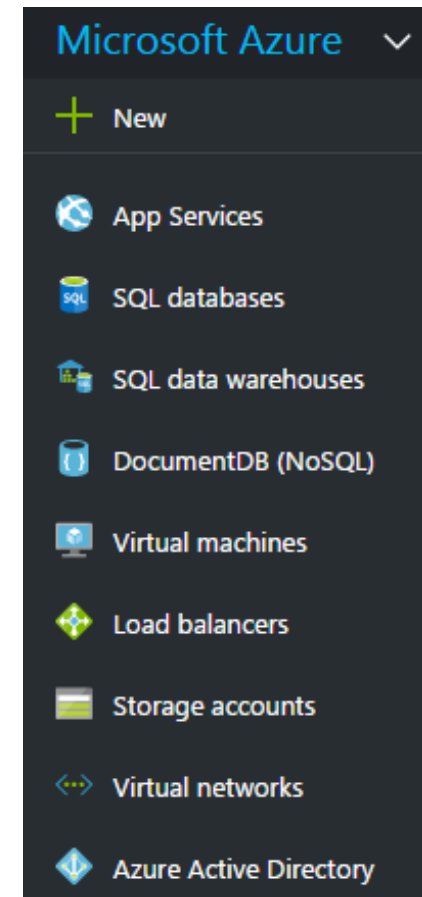 Microsoft Azure
New
App Services
SQL databases
SQL data warehouses
DocumentDB (NoSQL)
Virtual machines
Load balancers
Storage accounts
Virtual networks
Azure Active Directory